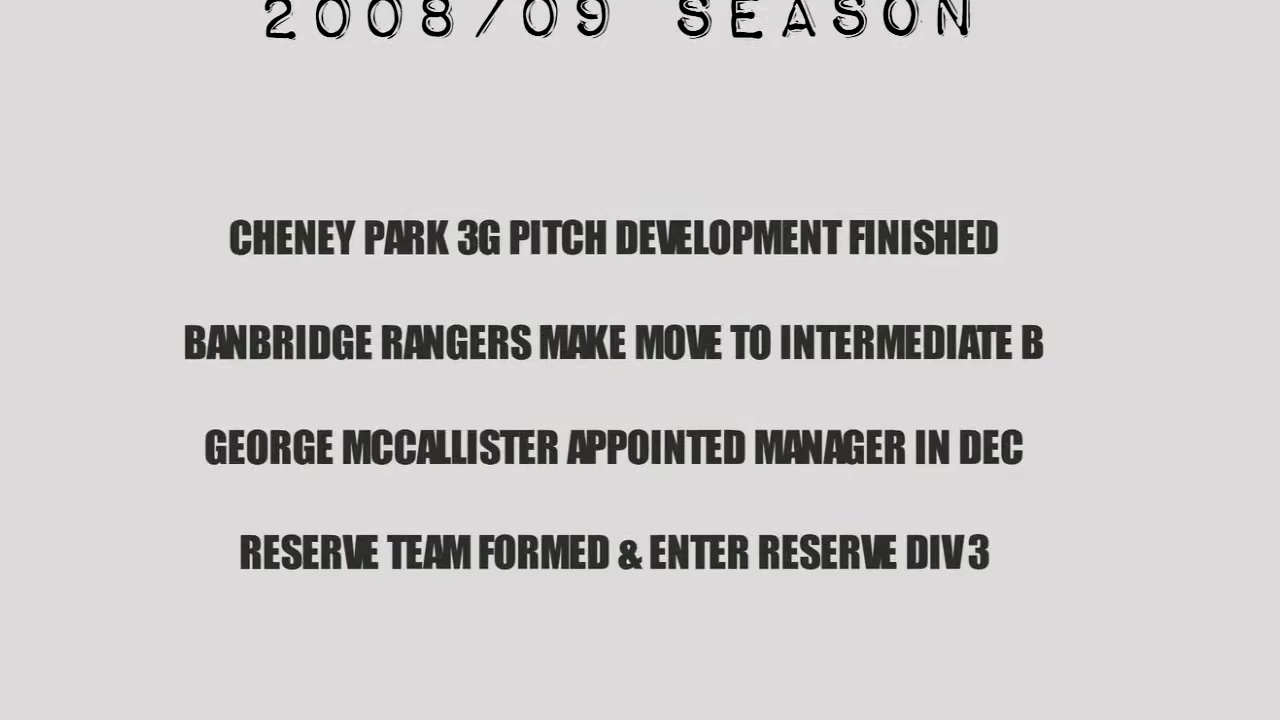 2008/09 SEASON
CHENEY PARK 3G PITCH DEVELOPMENT FINISHED
BANBRIDGE RANGERS MAKE MOVE TO INTERMEDIATE B
GEORGE MCCALLISTER APPOINTED MANAGER IN DEC
RESERVE TEAM FORMED & ENTER RESERVE DIV 3